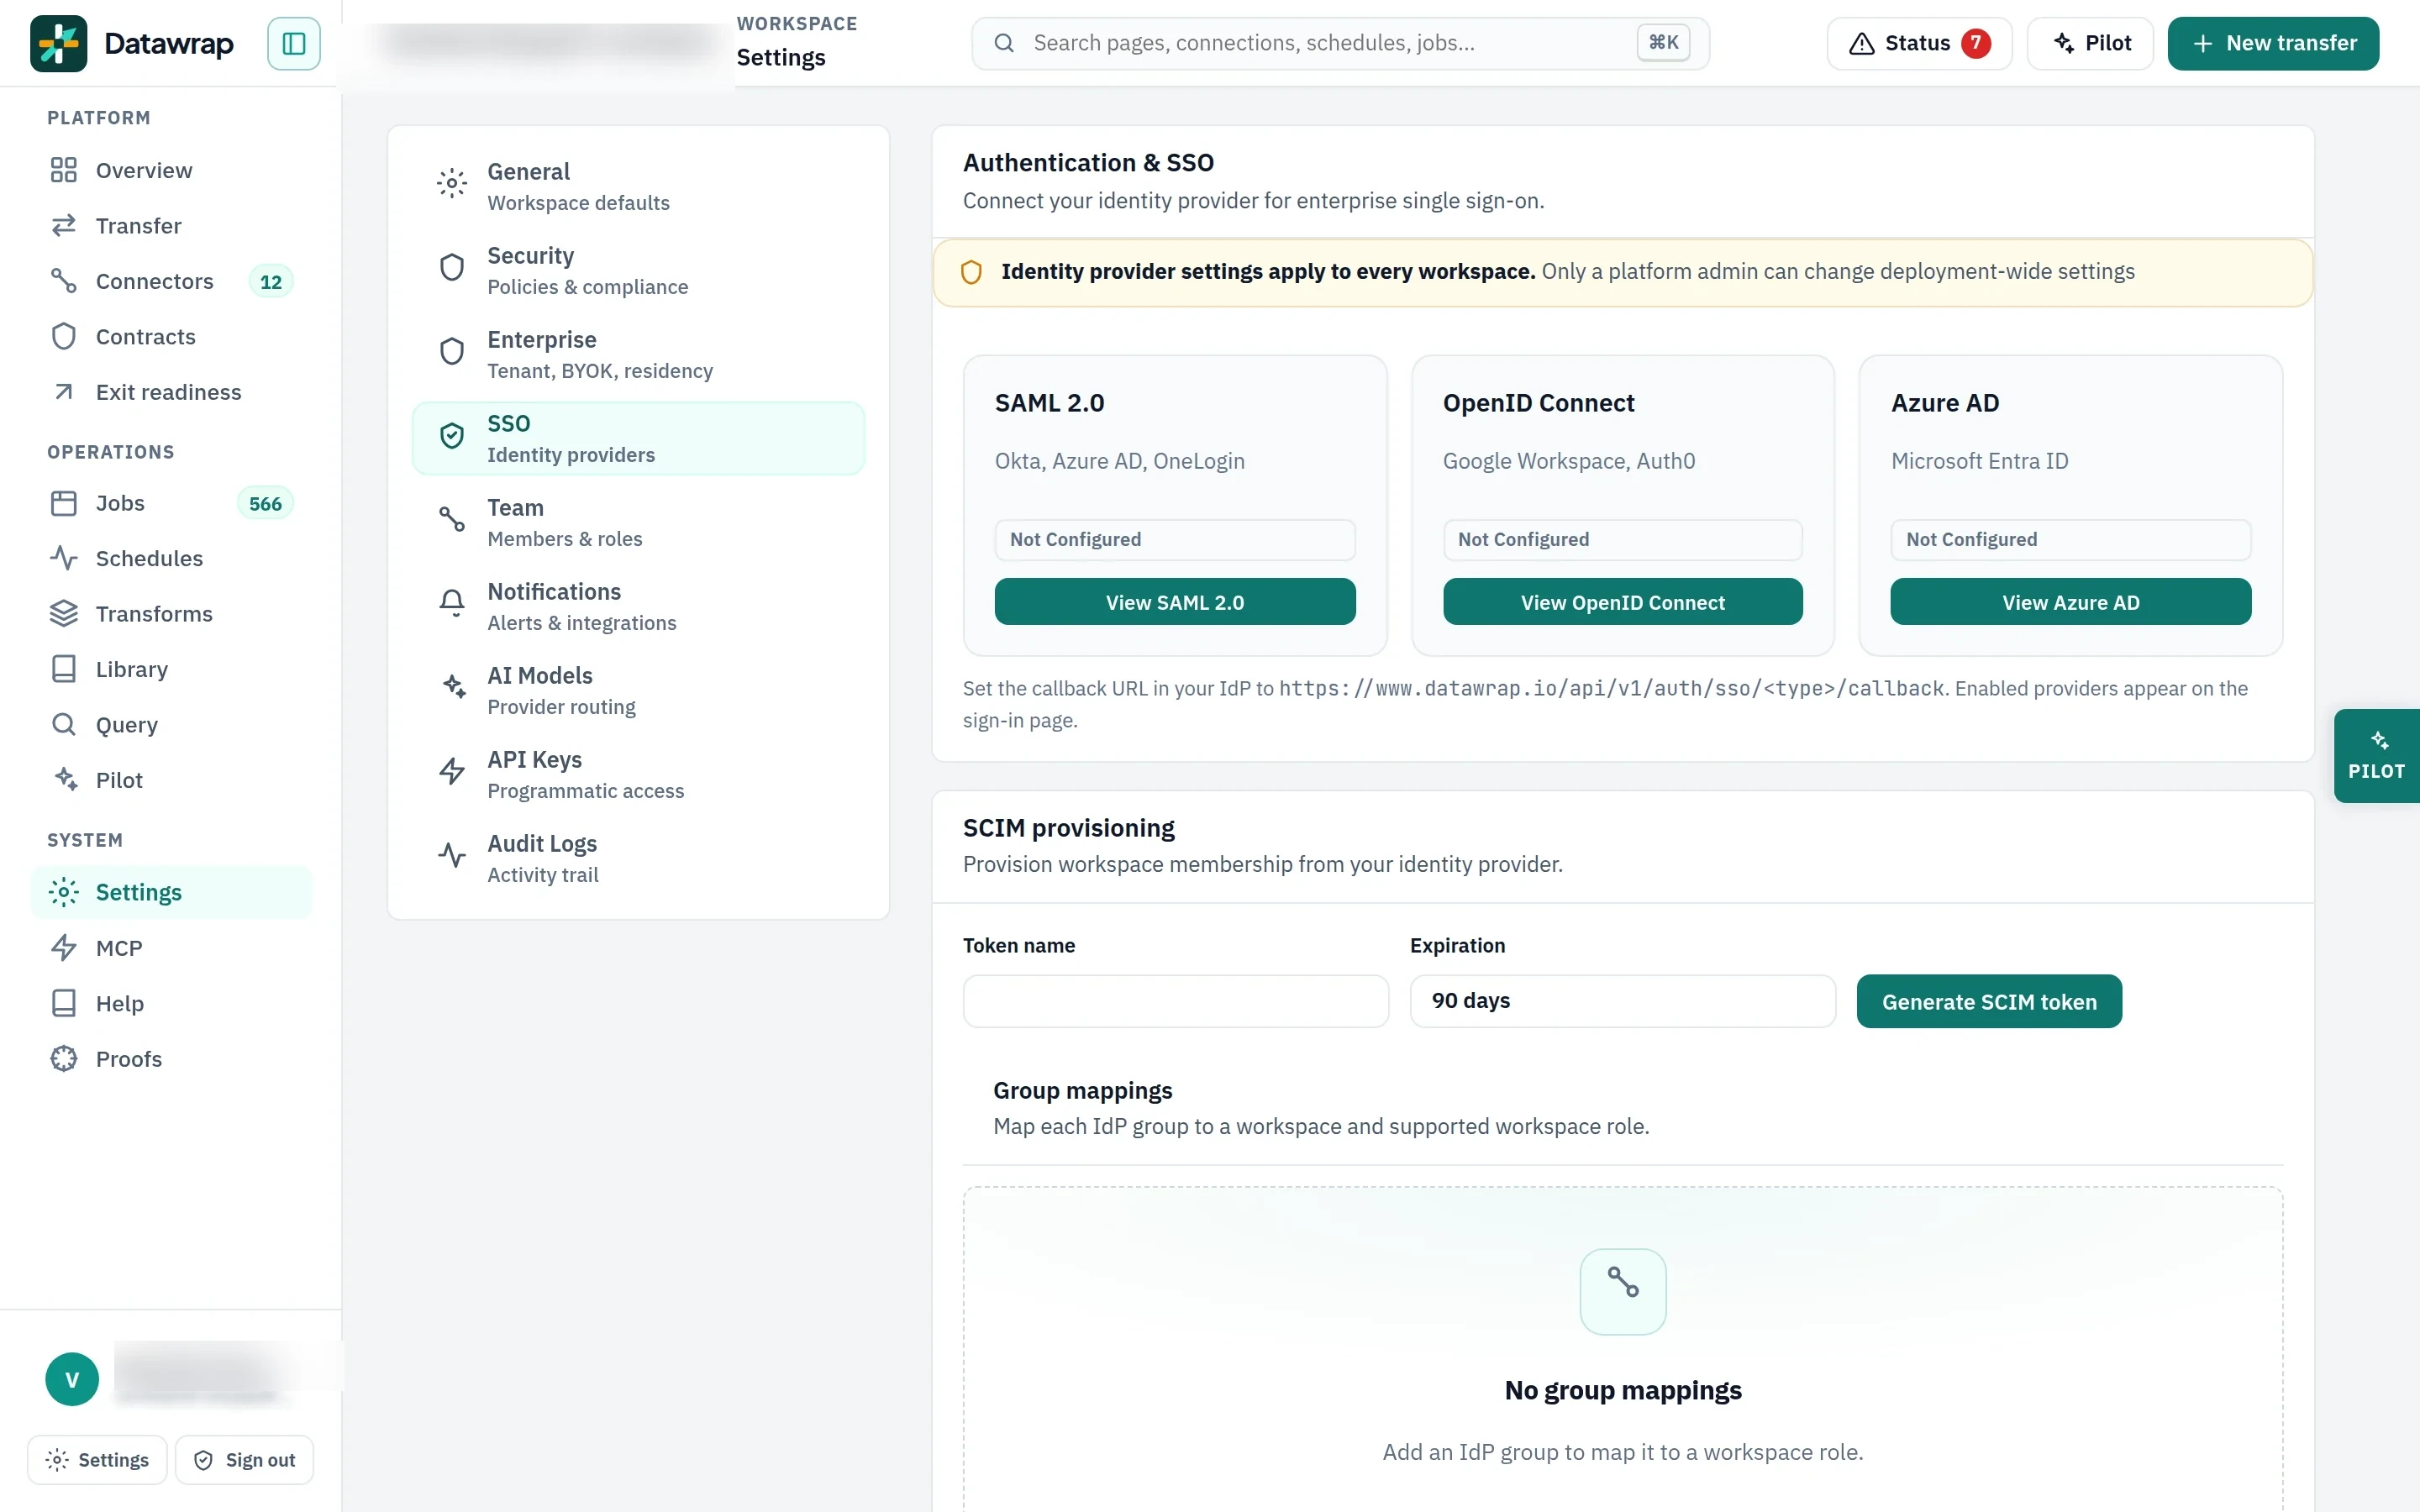 Datawrap
WORKSPACE
Settings
Search pages, connections, schedules, jobs...
⌘K
Status 7
Pilot
New transfer
PLATFORM
Overview
Transfer
Connectors 12
Contracts
Exit readiness
OPERATIONS
Jobs 566
Schedules
Transforms
Library
Query
Pilot
SYSTEM
Settings
MCP
Help
Proofs
V
Settings
Sign out
General
Workspace defaults
Security
Policies & compliance
Enterprise
Tenant, BYOK, residency
SSO
Identity providers
Team
Members & roles
Notifications
Alerts & integrations
AI Models
Provider routing
API Keys
Programmatic access
Audit Logs
Activity trail
Authentication & SSO
Connect your identity provider for enterprise single sign-on.
Identity provider settings apply to every workspace. Only a platform admin can change deployment-wide settings
SAML 2.0
Okta, Azure AD, OneLogin
Not Configured
View SAML 2.0
OpenID Connect
Google Workspace, Auth0
Not Configured
View OpenID Connect
Azure AD
Microsoft Entra ID
Not Configured
View Azure AD
Set the callback URL in your IdP to https://www.datawrap.io/api/v1/auth/sso/<type>/callback. Enabled providers appear on the
sign-in page.
PILOT
SCIM provisioning
Provision workspace membership from your identity provider.
Token name
Expiration
90 days
Generate SCIM token
Group mappings
Map each IdP group to a workspace and supported workspace role.
No group mappings
Add an IdP group to map it to a workspace role.